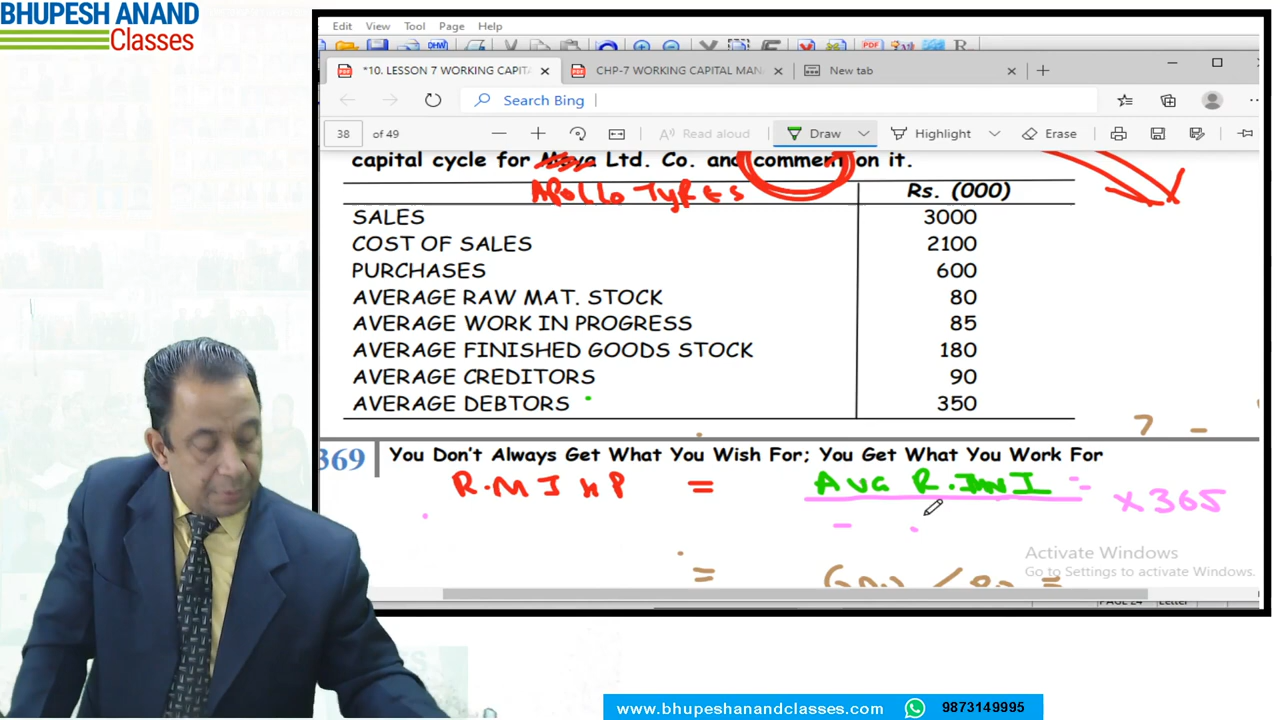 BHUPESH ANAND
Classes
Edit View Tool Page Help
*10. LESSON 7 WORKING CAPITA
CHP-7 WORKING CAPITAL MAN
New tab
Search Bing
38 of 49
Read aloud
Draw
Highlight
Erase
capital cycle for Ltd. Co. and comment on it.
Apollo Tyres
Rs. (000)
SALES 3000
COST OF SALES 2100
PURCHASES 600
AVERAGE RAW MAT. STOCK 80
AVERAGE WORK IN PROGRESS 85
AVERAGE FINISHED GOODS STOCK 180
AVERAGE CREDITORS 90
AVERAGE DEBTORS 350
7 -
369 You Don't Always Get What You Wish For; You Get What You Work For
R.M I H P = AVG R.M I x 365
Activate Windows
Go to Settings to activate Windows.
=
PAGE 24 Letter
www.bhupeshanandclasses.com 9873149995